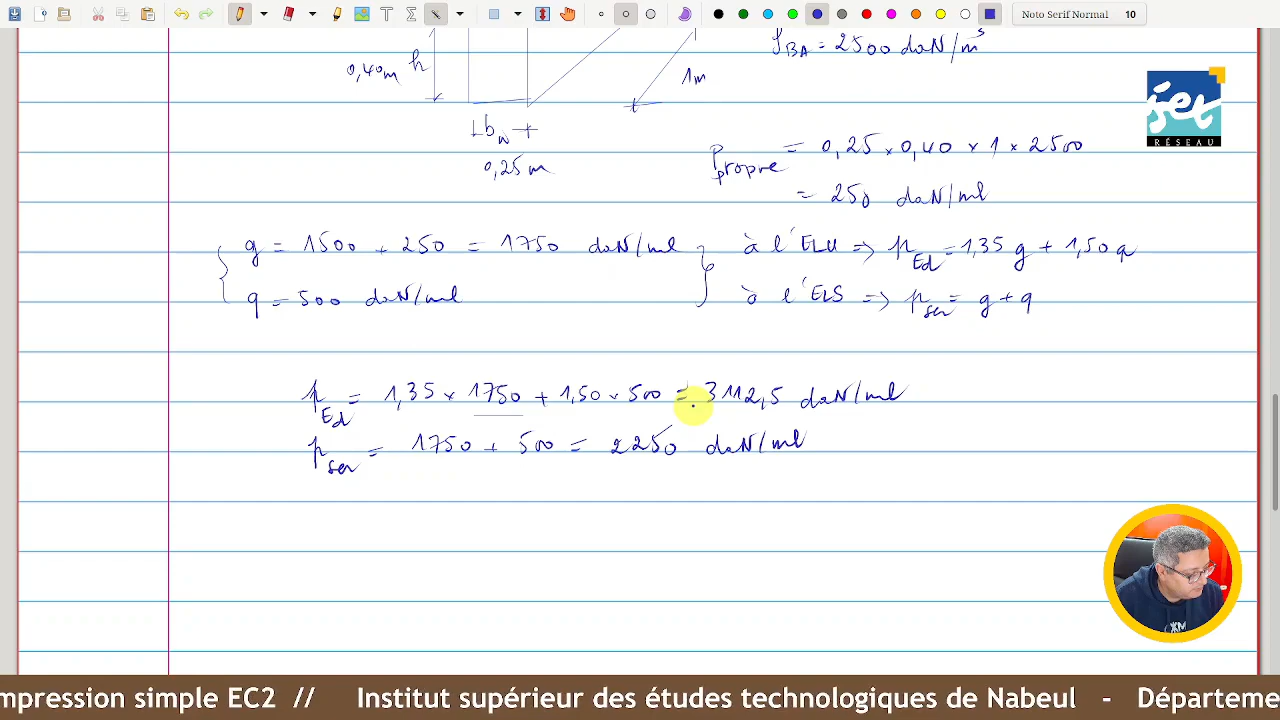 Noto Serif Normal 10
ρBA = 2500 daN/m³
0,40m h
1m
bw
0,25 m
iset
RÉSEAU
Ppropre = 0,25 × 0,40 × 1 × 2500
= 250 daN/ml
g = 1500 + 250 = 1750 daN/ml
à l'ELU => pEd = 1,35 g + 1,50 q
q = 500 daN/ml
à l'ELS => pser = g + q
pEd = 1,35 × 1750 + 1,50 × 500 = 3112,5 daN/ml
pser = 1750 + 500 = 2250 daN/ml
mpression simple EC2 // Institut supérieur des études technologiques de Nabeul - Départeme